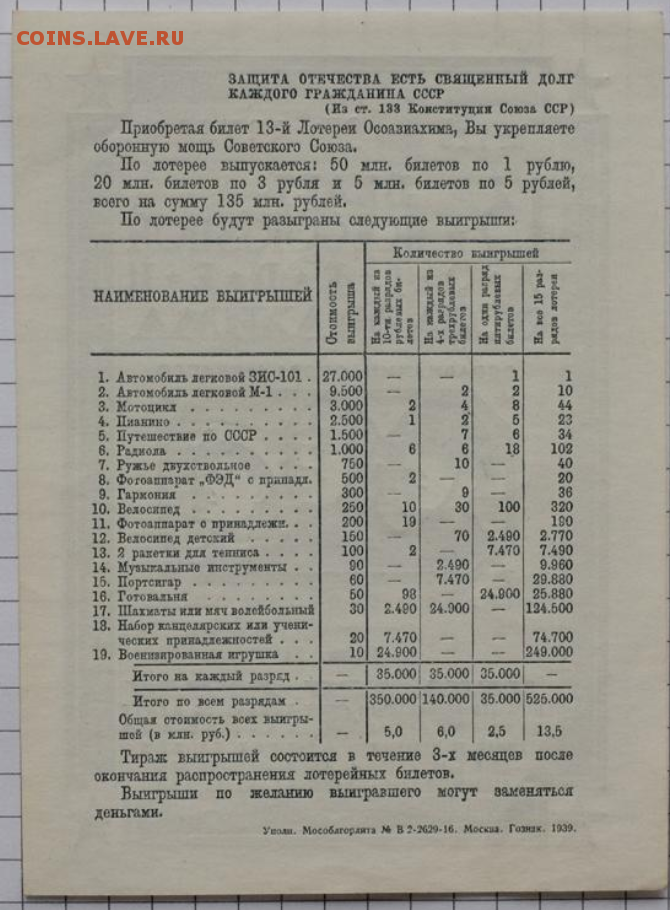 COINS.LAVE.RU
ЗАЩИТА ОТЕЧЕСТВА ЕСТЬ СВЯЩЕННЫЙ ДОЛГ
КАЖДОГО ГРАЖДАНИНА СССР
(Из ст. 133 Конституции Союза ССР)
Приобретая билет 13-й Лотереи Осоавиахима, Вы укрепляете
оборонную мощь Советского Союза.
По лотерее выпускается: 50 млн. билетов по 1 рублю,
20 млн. билетов по 3 рубля и 5 млн. билетов по 5 рублей,
всего на сумму 135 млн. рублей.
По лотерее будут разыграны следующие выигрыши:
НАИМЕНОВАНИЕ ВЫИГРЫШЕЙ
Стоимость
выигрыша
Количество выигрышей
На каждый из
10-ти разрядов
рублевых би-
летов
На каждый из
4-х разрядов
трехрублевых
билетов
На один разряд
пятирублевых
билетов
На все 15 раз-
рядов лотереи
1. Автомобиль легковой ЗИС-101 . 27.000 — — 1 1
2. Автомобиль легковой М-1 . . . 9.500 — 2 2 10
3. Мотоцикл . . . . . . . . . 3.000 2 4 8 44
4. Пианино . . . . . . . . . 2.500 1 2 5 23
5. Путешествие по СССР . . . . 1.500 — 7 6 34
6. Радиола . . . . . . . . . 1.000 6 6 18 102
7. Ружье двухствольное . . . . 750 — 10 — 40
8. Фотоаппарат „ФЭД“ с принадл. 500 2 — — 20
9. Гармония . . . . . . . . . 300 — 9 — 36
10. Велосипед . . . . . . . . . 250 10 30 100 320
11. Фотоаппарат с принадлежн. . . 200 19 — — 190
12. Велосипед детский . . . . . 150 — 70 2.490 2.770
13. 2 ракетки для тенниса . . . . 100 2 — 7.470 7.490
14. Музыкальные инструменты . . 90 — 2.490 — 9.960
15. Портсигар . . . . . . . . . 60 — 7.470 — 29.880
16. Готовальня . . . . . . . . 50 98 — 24.900 25.880
17. Шахматы или мяч волейбольный 30 2.490 24.900 — 124.500
18. Набор канцелярских или учени-
ческих принадлежностей . . . 20 7.470 — — 74.700
19. Военизированная игрушка . . 10 24.900 — — 249.000
Итого на каждый разряд . — 35.000 35.000 35.000 —
Итого по всем разрядам . — 350.000 140.000 35.000 525.000
Общая стоимость всех выигры-
шей (в млн. руб.) . . . . . . — 5,0 6,0 2,5 13,5
Тираж выигрышей состоится в течение 3-х месяцев после
окончания распространения лотерейных билетов.
Выигрыши по желанию выигравшего могут заменяться
деньгами.
Уполн. Мособлгорлита № В 2-2629-16. Москва. Гознак. 1939.